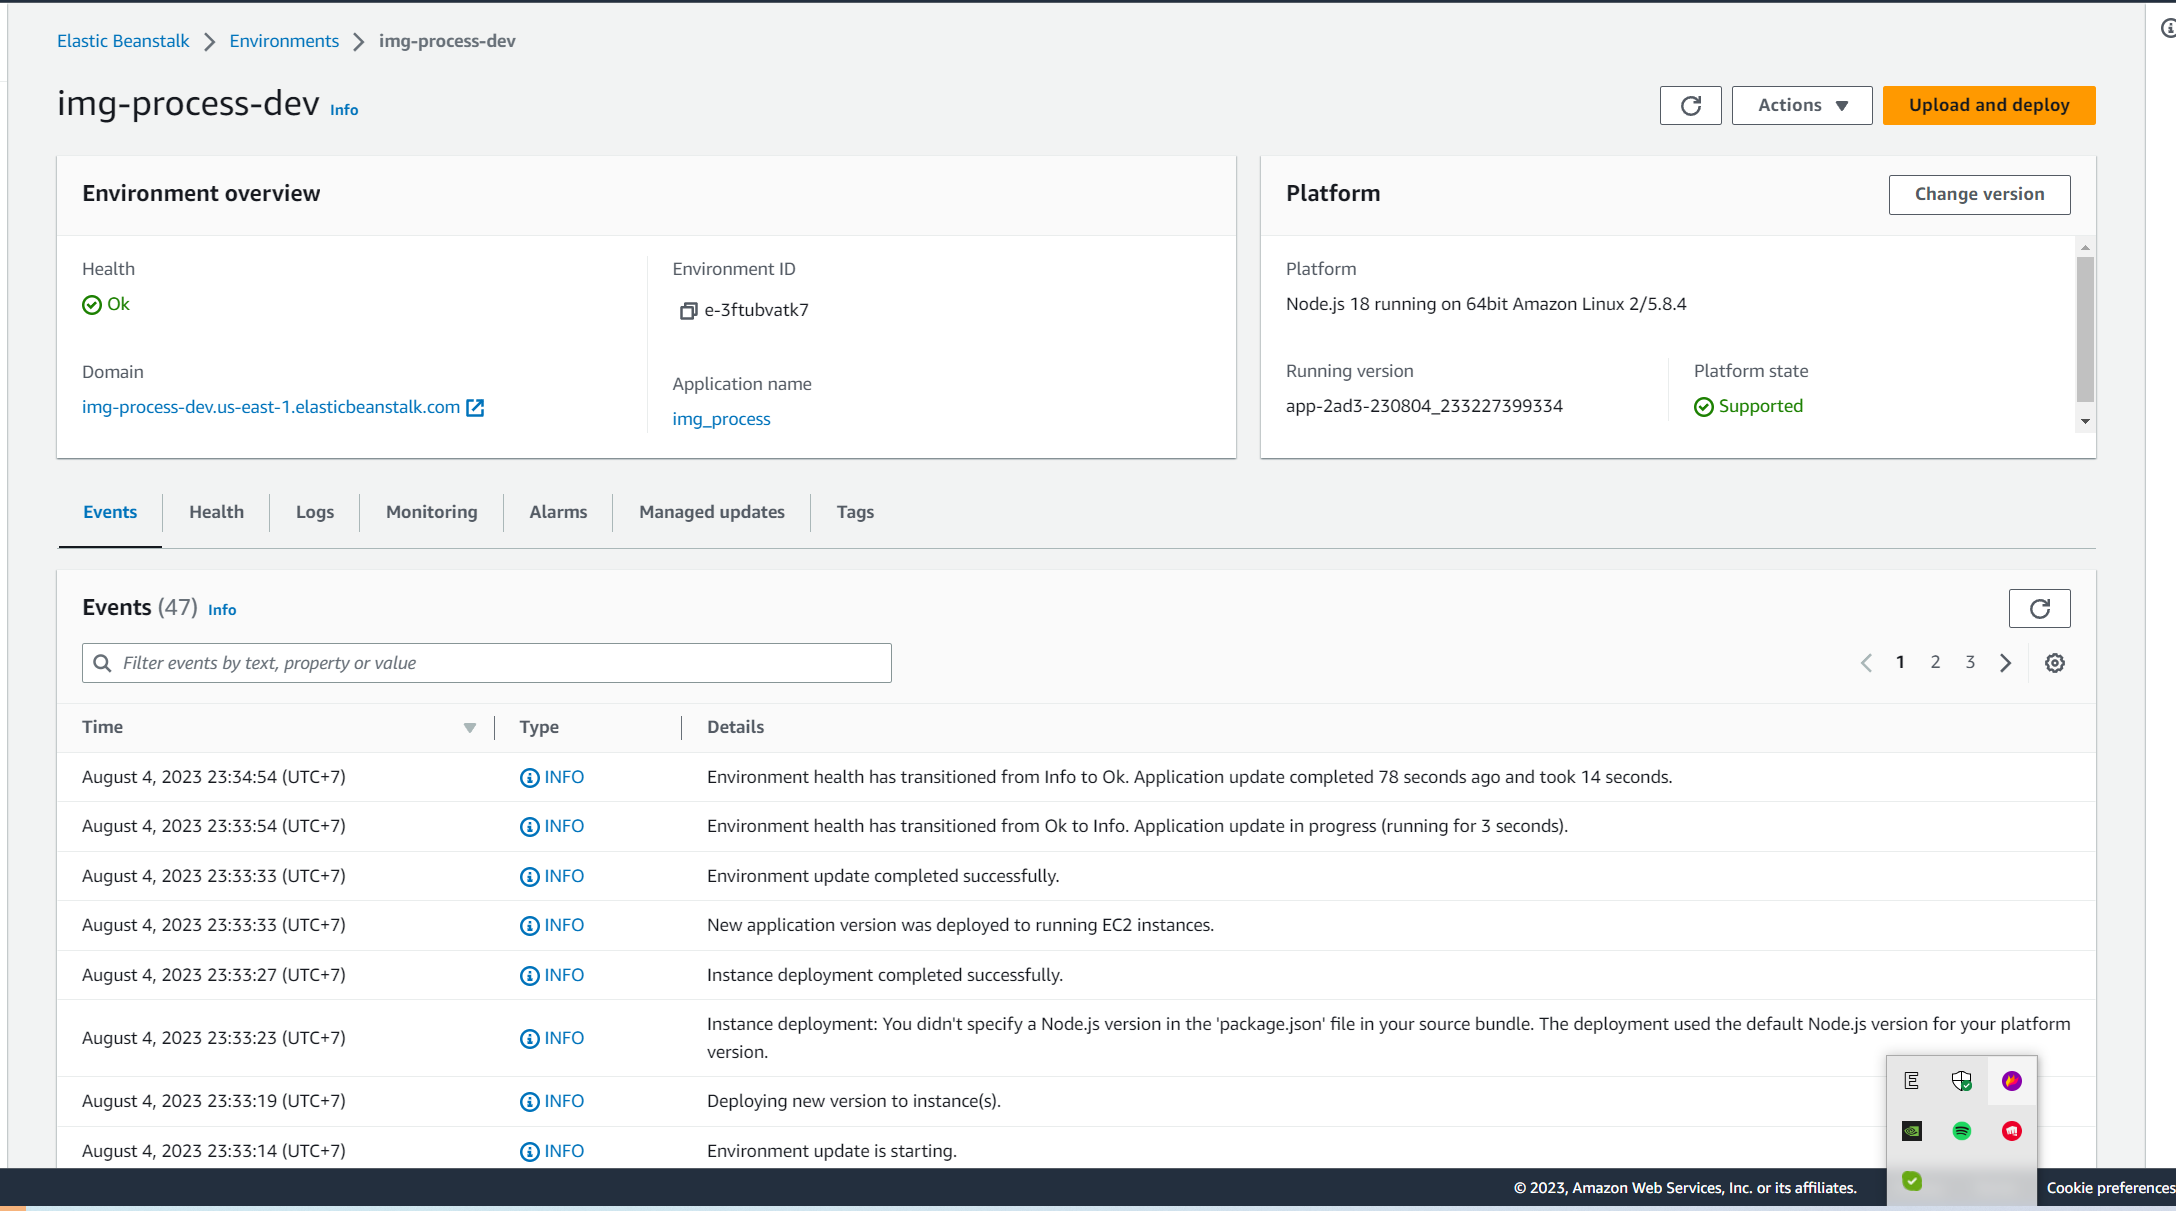 Elastic Beanstalk > Environments > img-process-dev
img-process-dev Info
Actions
Upload and deploy
Environment overview
Health
Ok
Domain
img-process-dev.us-east-1.elasticbeanstalk.com
Environment ID
e-3ftubvatk7
Application name
img_process
Platform
Change version
Platform
Node.js 18 running on 64bit Amazon Linux 2/5.8.4
Running version
app-2ad3-230804_233227399334
Platform state
Supported
Events Health Logs Monitoring Alarms Managed updates Tags
Events (47) Info
Filter events by text, property or value
1 2 3
Time Type Details
August 4, 2023 23:34:54 (UTC+7) INFO Environment health has transitioned from Info to Ok. Application update completed 78 seconds ago and took 14 seconds.
August 4, 2023 23:33:54 (UTC+7) INFO Environment health has transitioned from Ok to Info. Application update in progress (running for 3 seconds).
August 4, 2023 23:33:33 (UTC+7) INFO Environment update completed successfully.
August 4, 2023 23:33:33 (UTC+7) INFO New application version was deployed to running EC2 instances.
August 4, 2023 23:33:27 (UTC+7) INFO Instance deployment completed successfully.
August 4, 2023 23:33:23 (UTC+7) INFO Instance deployment: You didn't specify a Node.js version in the 'package.json' file in your source bundle. The deployment used the default Node.js version for your platform
version.
August 4, 2023 23:33:19 (UTC+7) INFO Deploying new version to instance(s).
August 4, 2023 23:33:14 (UTC+7) INFO Environment update is starting.
E
© 2023, Amazon Web Services, Inc. or its affiliates.
Cookie preferences